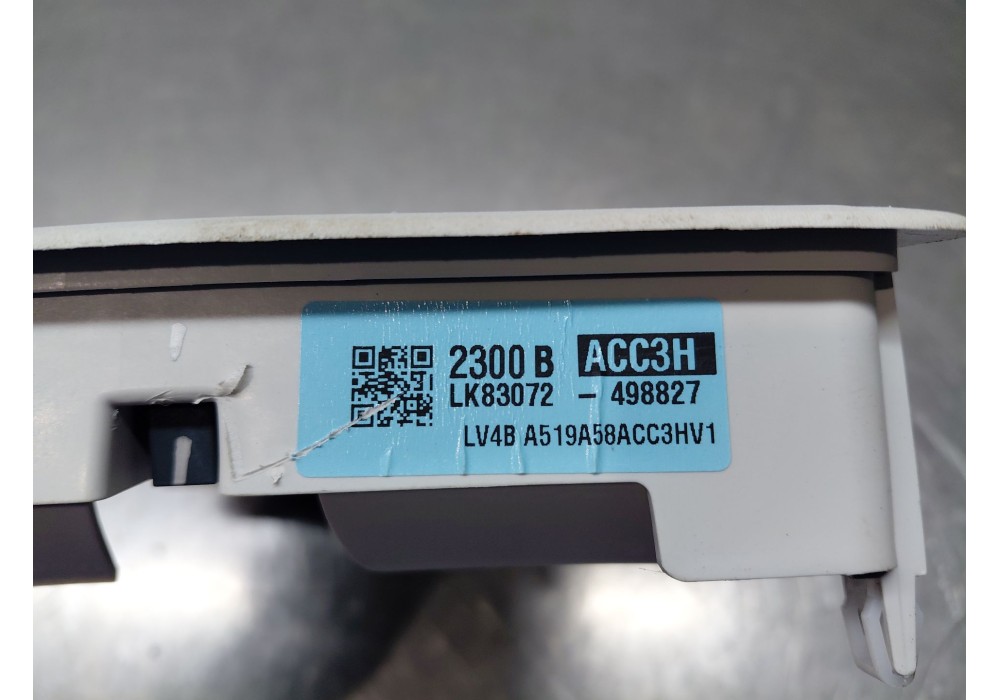 2300 B ACC3H
LK83072 - 498827
LV4B A519A58ACC3HV1